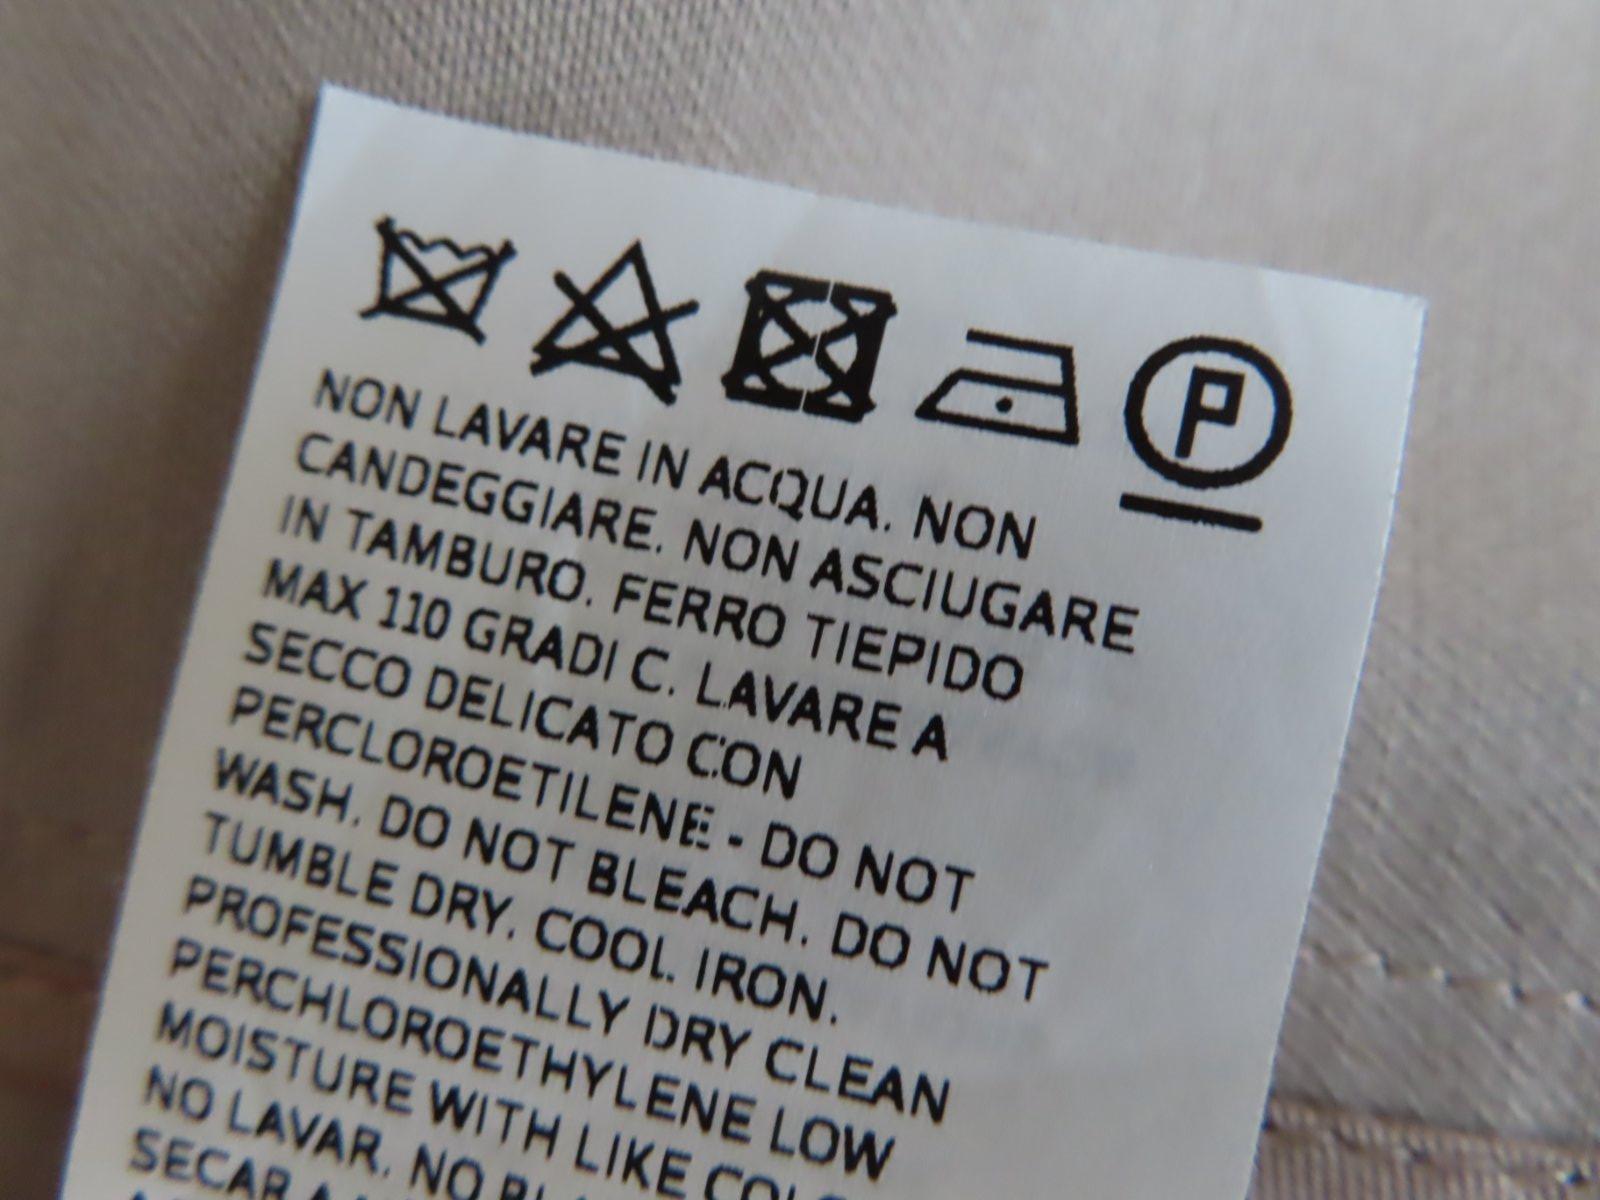 P
NON LAVARE IN ACQUA. NON
CANDEGGIARE. NON ASCIUGARE
IN TAMBURO. FERRO TIEPIDO
MAX 110 GRADI C. LAVARE A
SECCO DELICATO CON
PERCLOROETILENE - DO NOT
WASH. DO NOT BLEACH. DO NOT
TUMBLE DRY. COOL IRON.
PROFESSIONALLY DRY CLEAN
PERCHLOROETHYLENE LOW
MOISTURE WITH LIKE
NO LAVAR. NO
SECAR